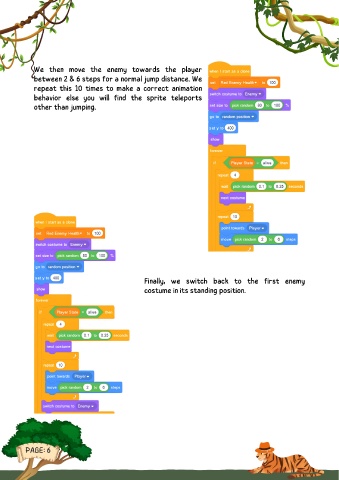 We then move the enemy towards the player
between 2 & 6 steps for a normal jump distance. We
repeat this 10 times to make a correct animation
behavior else you will find the sprite teleports
other than jumping.
when I start as a clone
set Red Enemy Health to 100
switch costume to Enemy
set size to pick random 80 to 100 %
go to random position
set y to 400
show
forever
if Player State = alive then
repeat 4
wait pick random 0.1 to 0.25 seconds
next costume
repeat 10
point towards Player
move pick random 2 to 6 steps
Finally, we switch back to the first enemy
costume in its standing position.
when I start as a clone
set Red Enemy Health to 100
switch costume to Enemy
set size to pick random 80 to 100 %
go to random position
set y to 400
show
forever
if Player State = alive then
repeat 4
wait pick random 0.1 to 0.25 seconds
next costume
repeat 10
point towards Player
move pick random 2 to 6 steps
switch costume to Enemy
PAGE: 6